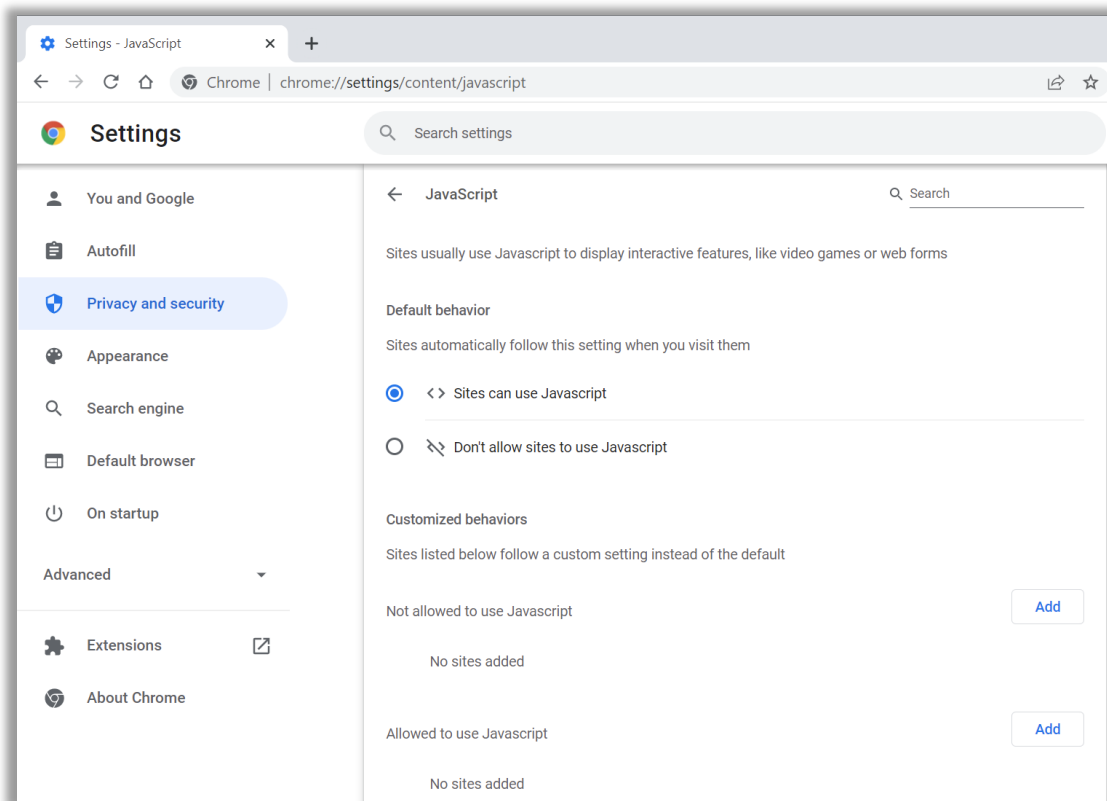 Settings - JavaScript
Chrome | chrome://settings/content/javascript
Settings
Search settings
You and Google
Autofill
Privacy and security
Appearance
Search engine
Default browser
On startup
Advanced
Extensions
About Chrome
JavaScript
Search
Sites usually use Javascript to display interactive features, like video games or web forms
Default behavior
Sites automatically follow this setting when you visit them
Sites can use Javascript
Don't allow sites to use Javascript
Customized behaviors
Sites listed below follow a custom setting instead of the default
Not allowed to use Javascript
Add
No sites added
Allowed to use Javascript
Add
No sites added